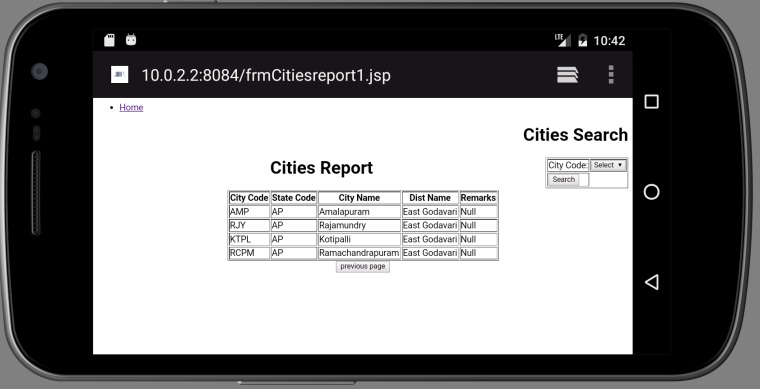 LTE 10:42
10.0.2.2:8084/frmCitiesreport1.jsp
Home
Cities Search
City Code: Select
Search
Cities Report
City Code State Code City Name Dist Name Remarks
AMP AP Amalapuram East Godavari Null
RJY AP Rajamundry East Godavari Null
KTPL AP Kotipalli East Godavari Null
RCPM AP Ramachandrapuram East Godavari Null
previous page